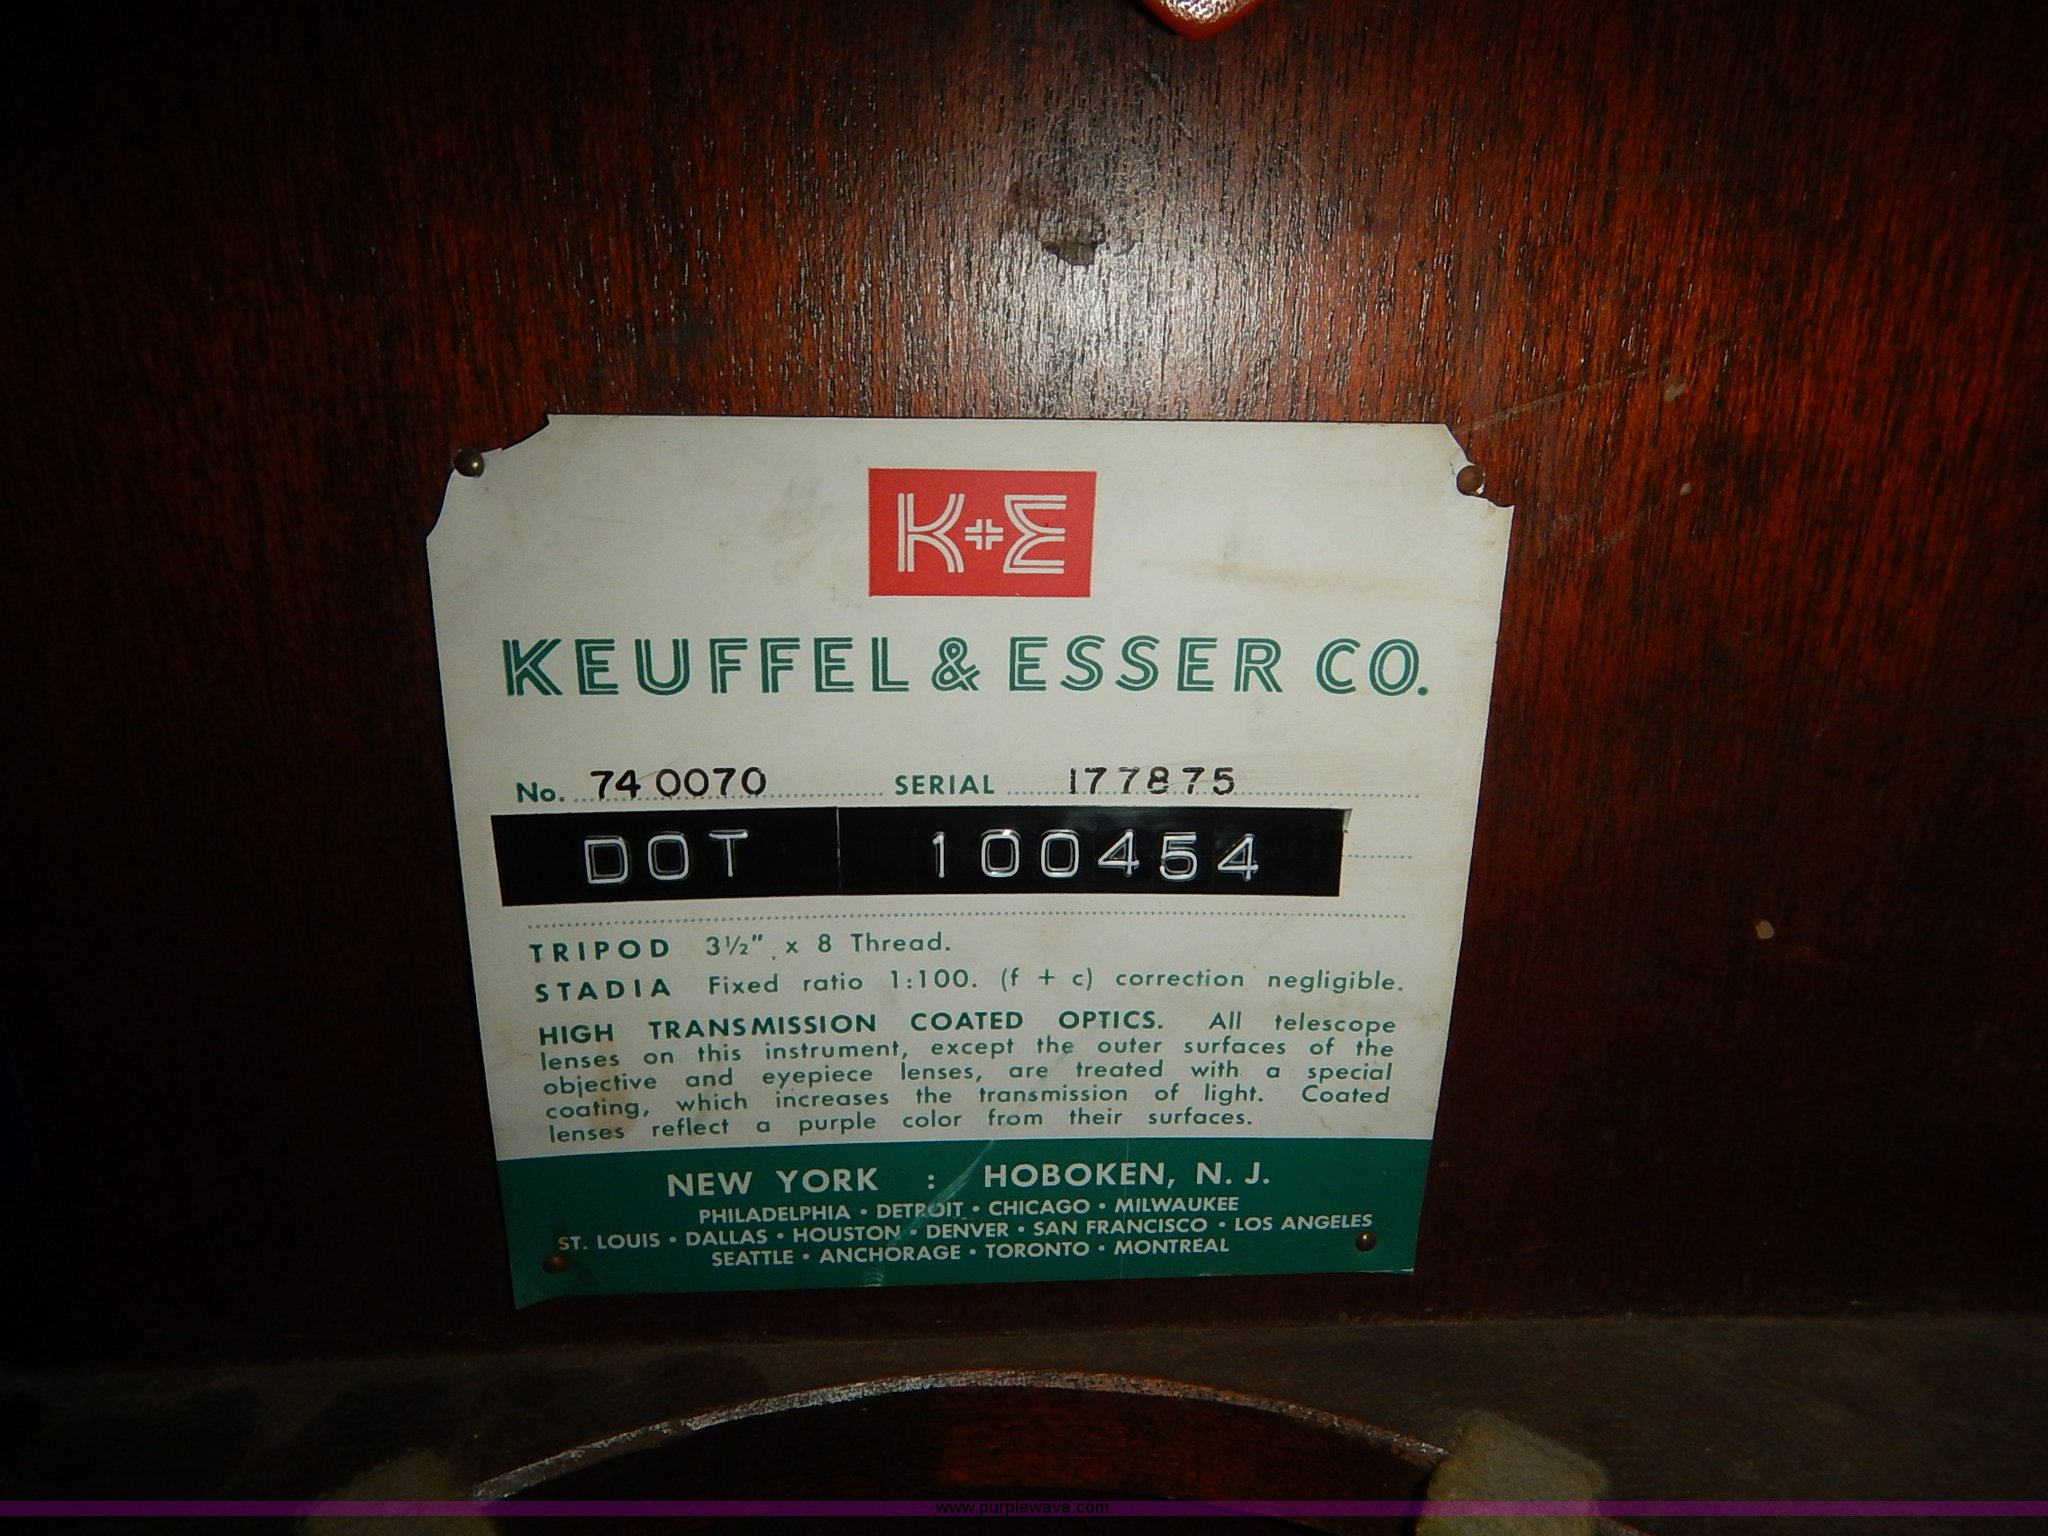 K+E
KEUFFEL & ESSER CO.
No. 74 0070 SERIAL 177875
DOT 100454
TRIPOD 3½" x 8 Thread.
STADIA Fixed ratio 1:100. (f + c) correction negligible.
HIGH TRANSMISSION COATED OPTICS. All telescope
lenses on this instrument, except the outer surfaces of the
objective and eyepiece lenses, are treated with a special
coating, which increases the transmission of light. Coated
lenses reflect a purple color from their surfaces.
NEW YORK : HOBOKEN, N. J.
PHILADELPHIA • DETROIT • CHICAGO • MILWAUKEE
ST. LOUIS • DALLAS • HOUSTON • DENVER • SAN FRANCISCO • LOS ANGELES
SEATTLE • ANCHORAGE • TORONTO • MONTREAL
www.purplewave.com